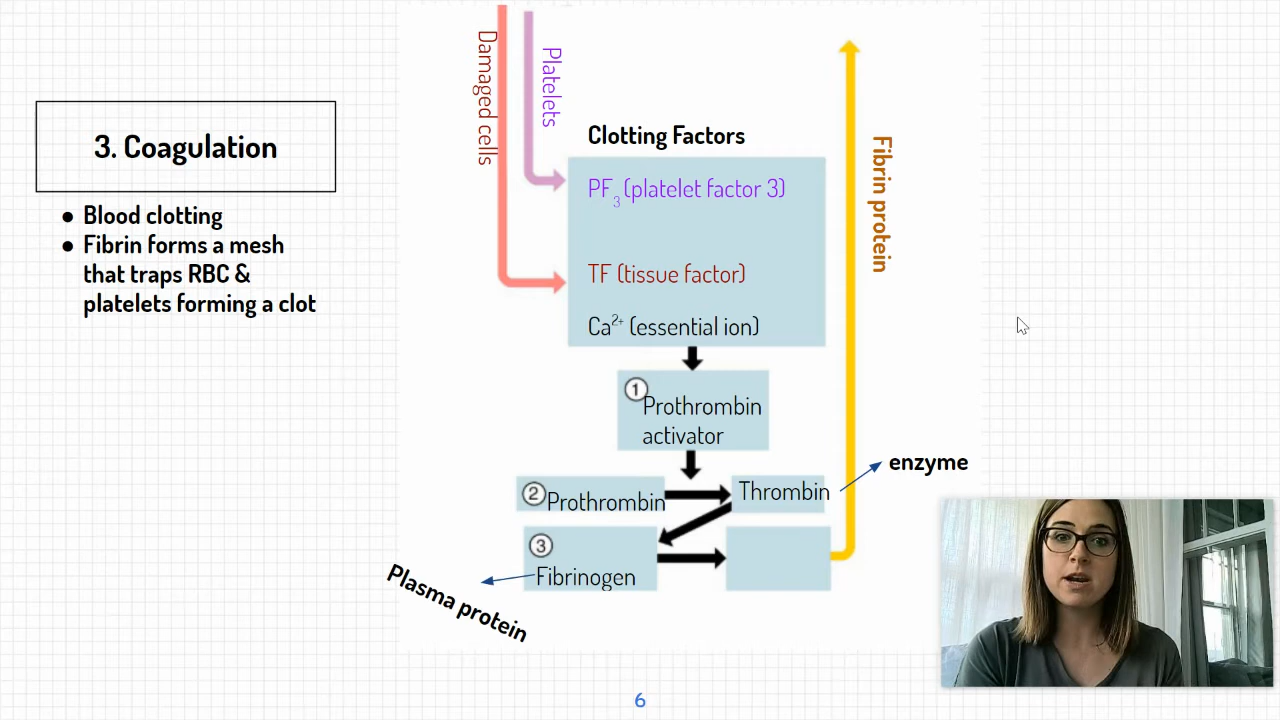 3. Coagulation
● Blood clotting
● Fibrin forms a mesh
that traps RBC &
platelets forming a clot
Damaged cells
Platelets
Clotting Factors
PF3 (platelet factor 3)
TF (tissue factor)
Ca2+ (essential ion)
1
Prothrombin
activator
2 Prothrombin
Thrombin
enzyme
3
Fibrinogen
Plasma protein
Fibrin protein
6